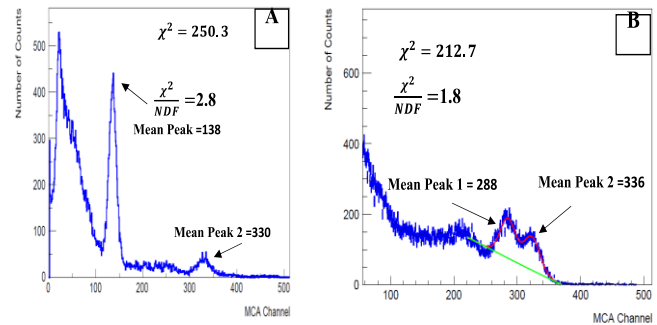 A
χ² = 250.3
χ²/NDF =2.8
Mean Peak =138
Mean Peak 2 =330
Number of Counts
500
400
300
200
100
0
0 100 200 300 400 500
MCA Channel
B
χ² = 212.7
χ²/NDF =1.8
Mean Peak 1 = 288
Mean Peak 2 =336
Number of Counts
600
400
200
0
100 200 300 400 500
MCA Channel